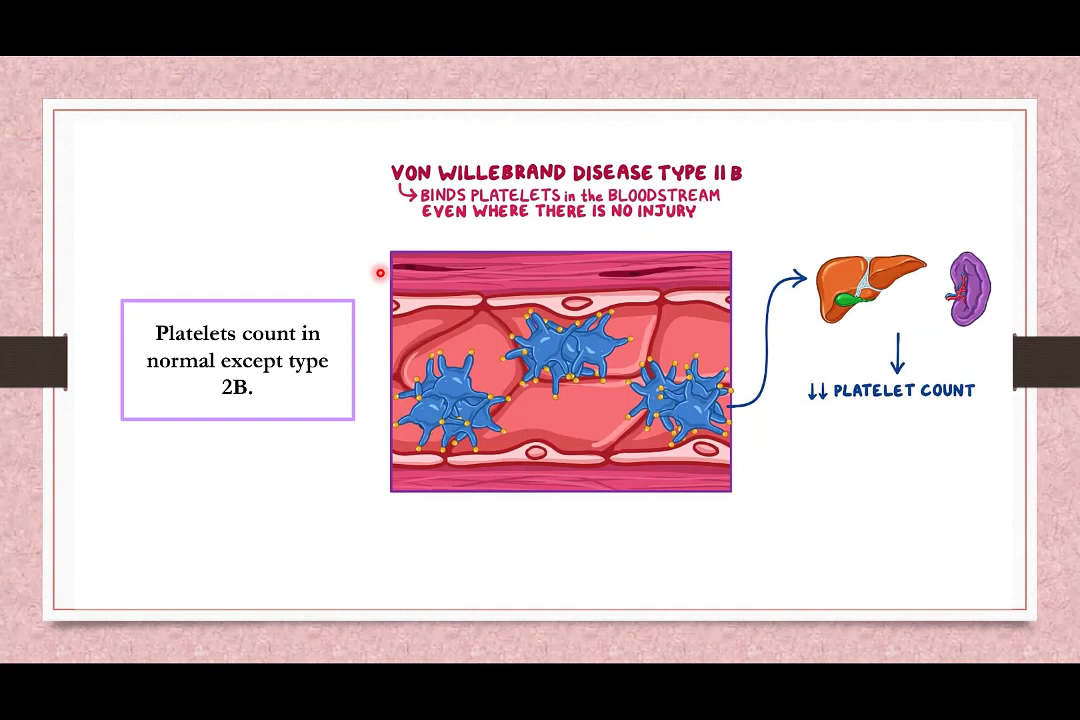 VON WILLEBRAND DISEASE TYPE II B
BINDS PLATELETS in the BLOODSTREAM
EVEN WHERE THERE IS NO INJURY
Platelets count in
normal except type
2B.
↓↓ PLATELET COUNT